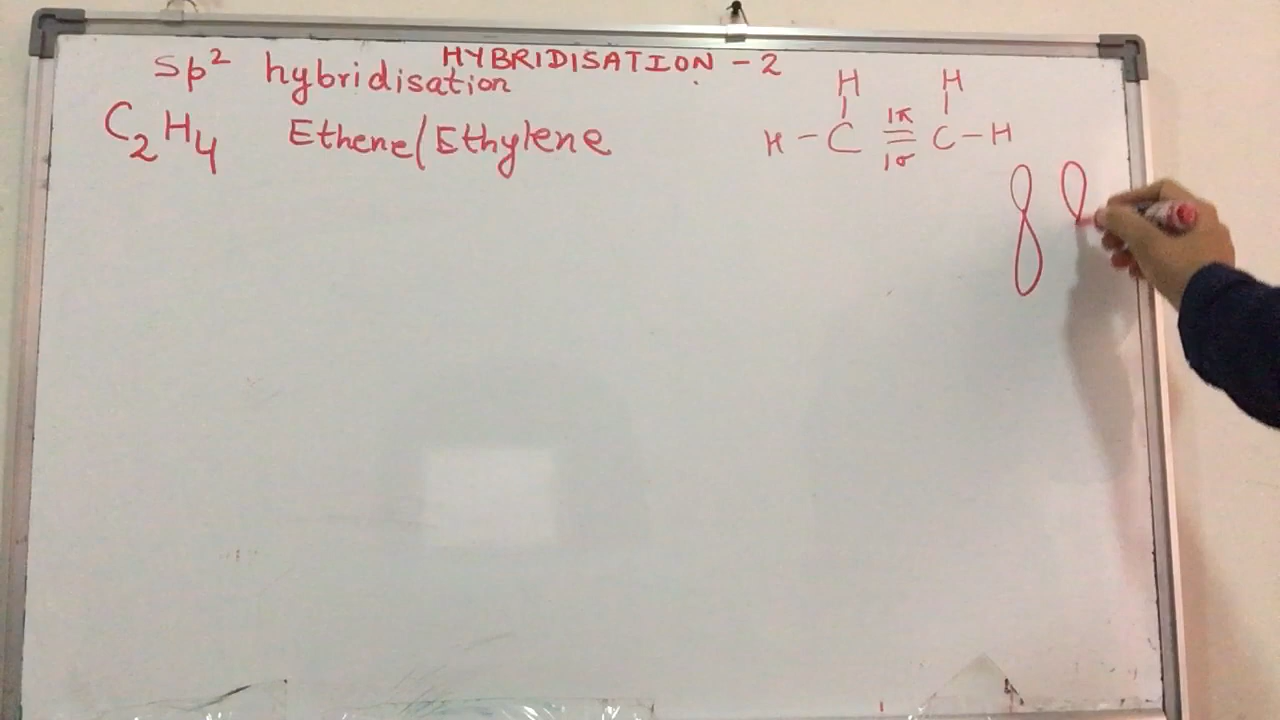 HYBRIDISATION - 2
Sp² hybridisation
C₂H₄ Ethene/Ethylene
H H
| |
H - C = C - H
1π
1σ